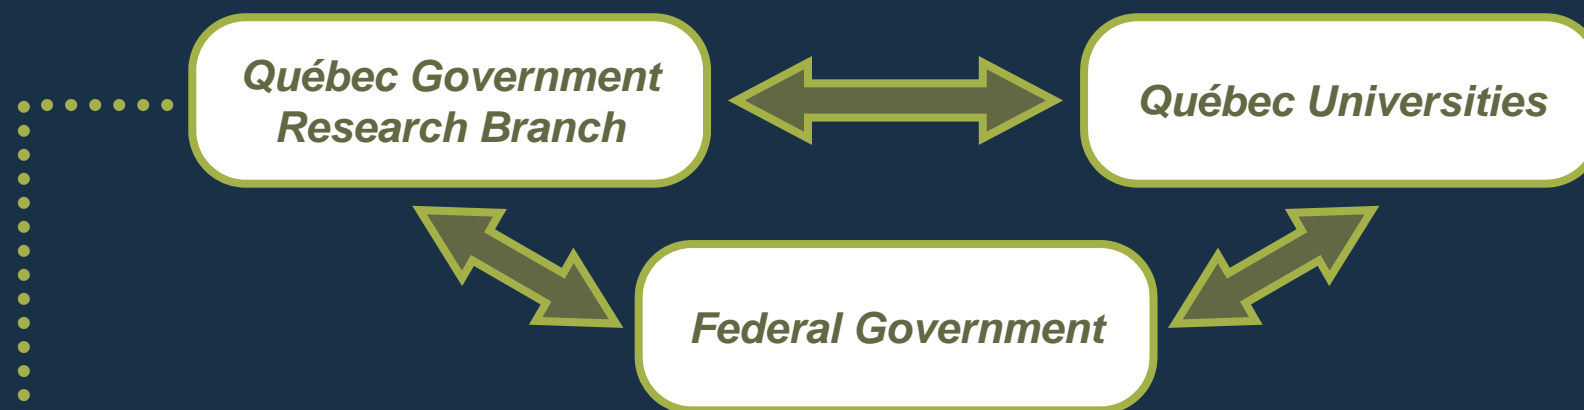 Québec Government
Research Branch
Québec Universities
Federal Government